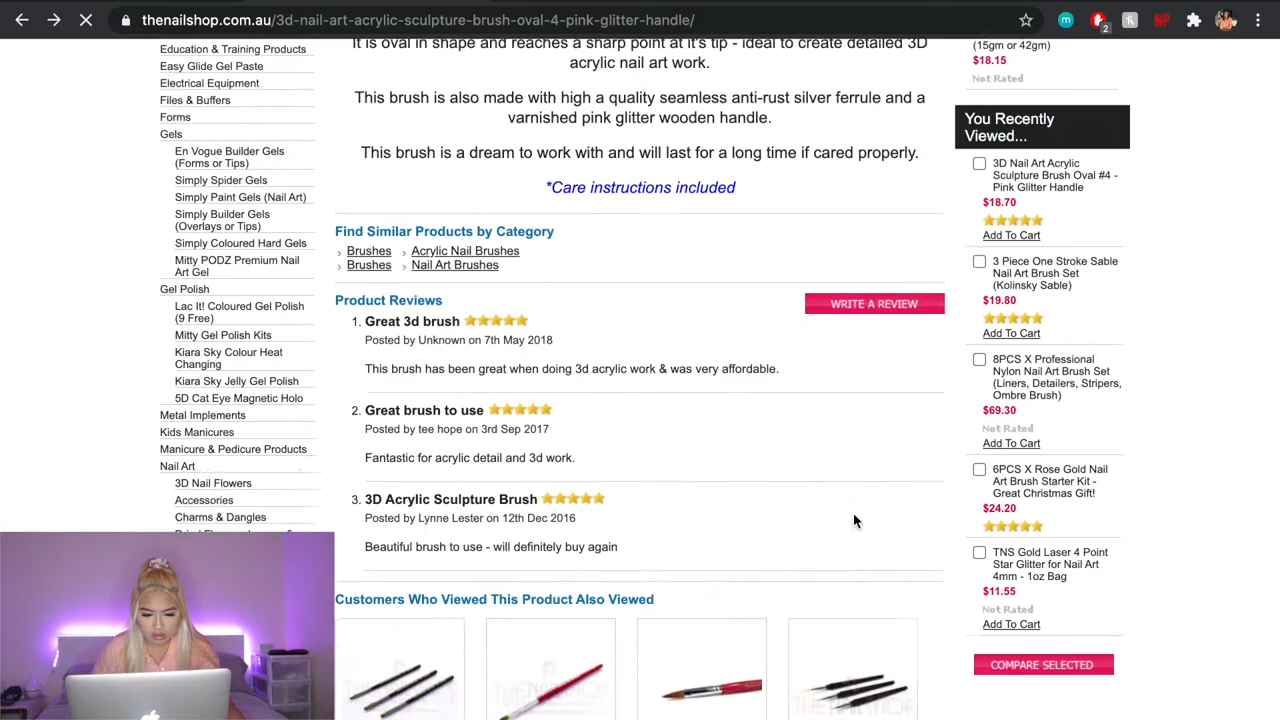 thenailshop.com.au/3d-nail-art-acrylic-sculpture-brush-oval-4-pink-glitter-handle/
2
NP
Education & Training Products
Easy Glide Gel Paste
Electrical Equipment
Files & Buffers
Forms
Gels
En Vogue Builder Gels
(Forms or Tips)
Simply Spider Gels
Simply Paint Gels (Nail Art)
Simply Builder Gels
(Overlays or Tips)
Simply Coloured Hard Gels
Mitty PODZ Premium Nail
Art Gel
Gel Polish
Lac It! Coloured Gel Polish
(9 Free)
Mitty Gel Polish Kits
Kiara Sky Colour Heat
Changing
Kiara Sky Jelly Gel Polish
5D Cat Eye Magnetic Holo
Metal Implements
Kids Manicures
Manicure & Pedicure Products
Nail Art
3D Nail Flowers
Accessories
Charms & Dangles
It is oval in shape and reaches a sharp point at it's tip - ideal to create detailed 3D
acrylic nail art work.
This brush is also made with high a quality seamless anti-rust silver ferrule and a
varnished pink glitter wooden handle.
This brush is a dream to work with and will last for a long time if cared properly.
*Care instructions included
Find Similar Products by Category
Brushes Acrylic Nail Brushes
Brushes Nail Art Brushes
Product Reviews
WRITE A REVIEW
1. Great 3d brush
Posted by Unknown on 7th May 2018
This brush has been great when doing 3d acrylic work & was very affordable.
2. Great brush to use
Posted by tee hope on 3rd Sep 2017
Fantastic for acrylic detail and 3d work.
3. 3D Acrylic Sculpture Brush
Posted by Lynne Lester on 12th Dec 2016
Beautiful brush to use - will definitely buy again
Customers Who Viewed This Product Also Viewed
(15gm or 42gm)
$18.15
Not Rated
You Recently
Viewed...
3D Nail Art Acrylic
Sculpture Brush Oval #4 -
Pink Glitter Handle
$18.70
Add To Cart
3 Piece One Stroke Sable
Nail Art Brush Set
(Kolinsky Sable)
$19.80
Add To Cart
8PCS X Professional
Nylon Nail Art Brush Set
(Liners, Detailers, Stripers,
Ombre Brush)
$69.30
Not Rated
Add To Cart
6PCS X Rose Gold Nail
Art Brush Starter Kit -
Great Christmas Gift!
$24.20
TNS Gold Laser 4 Point
Star Glitter for Nail Art
4mm - 1oz Bag
$11.55
Not Rated
Add To Cart
COMPARE SELECTED